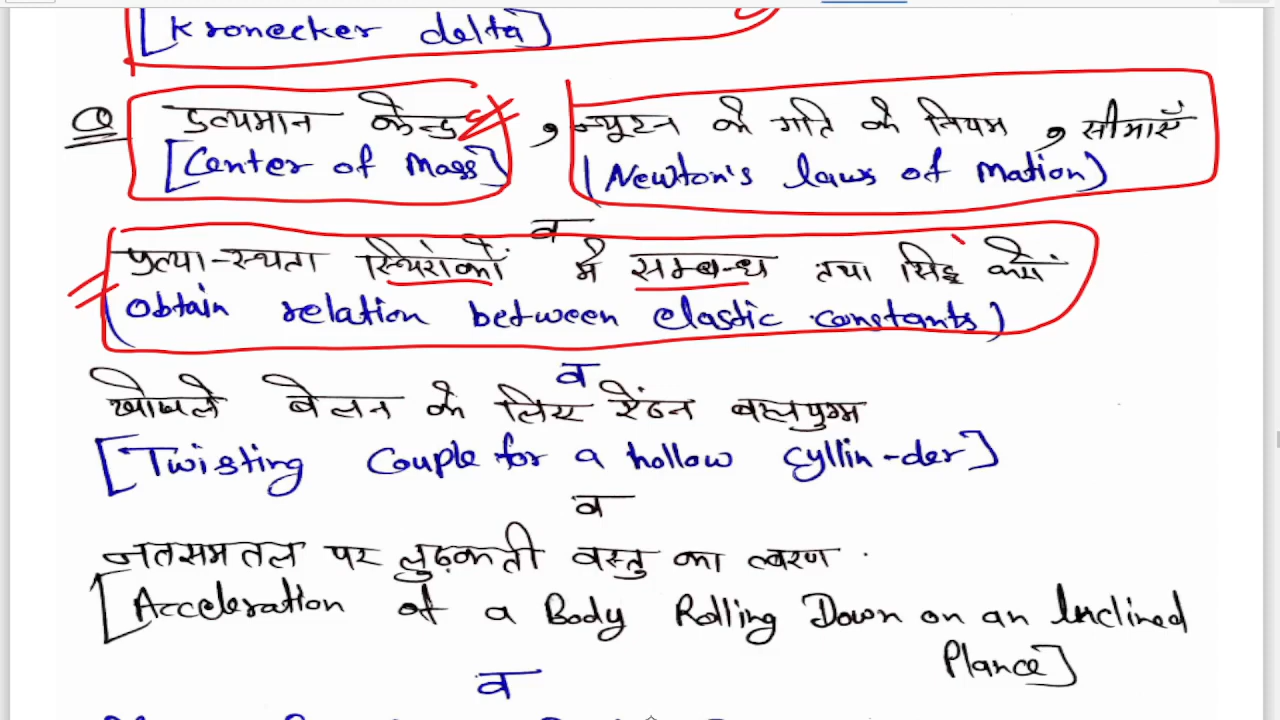 [Kronecker delta]
Q द्रव्यमान केन्द्र , न्यूटन के गति के नियम , सीमाएँ
[Center of Mass] (Newton's laws of Mation)
व
प्रत्या-स्थता स्थिरांकों में सम्बन्ध तथा सिद्ध करों
(Obtain relation between elastic constants)
व
खोखले बेलन के लिए ऐंठन बलयुग्म
[Twisting Couple for a hollow Cyllin-der]
व
नतसमतल पर लुढ़कती वस्तु का त्वरण .
[Acceleration of a Body Rolling Down on an Inclined
Plance]
व